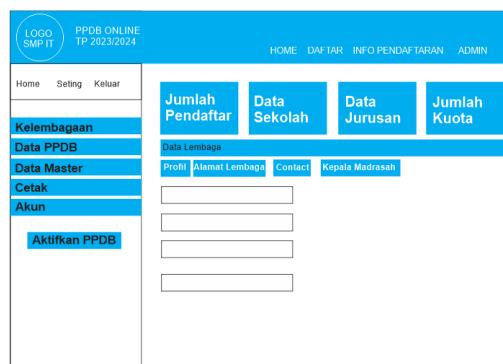 LOGO
SMP IT
PPDB ONLINE
TP 2023/2024
HOME DAFTAR INFO PENDAFTARAN ADMIN
Home Seting Keluar
Kelembagaan
Data PPDB
Data Master
Cetak
Akun
Aktifkan PPDB
Jumlah
Pendaftar
Data
Sekolah
Data
Jurusan
Jumlah
Kuota
Data Lembaga
Profil Alamat Lembaga Contact Kepala Madrasah